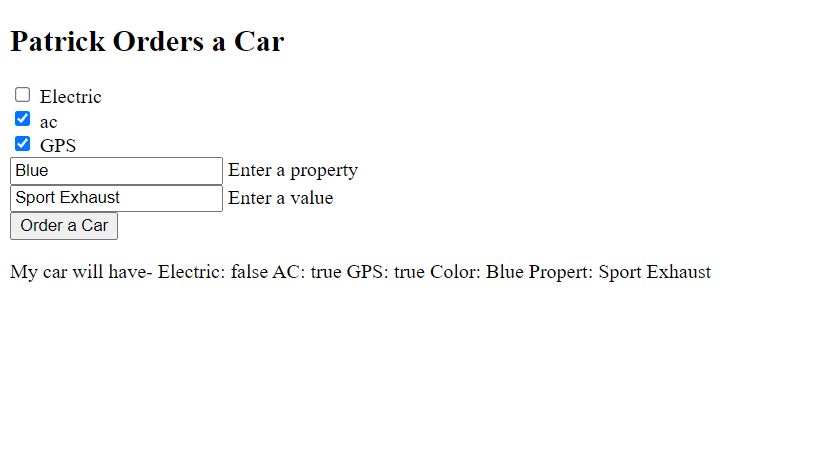 Patrick Orders a Car
Electric
ac
GPS
Blue Enter a property
Sport Exhaust Enter a value
Order a Car
My car will have- Electric: false AC: true GPS: true Color: Blue Propert: Sport Exhaust